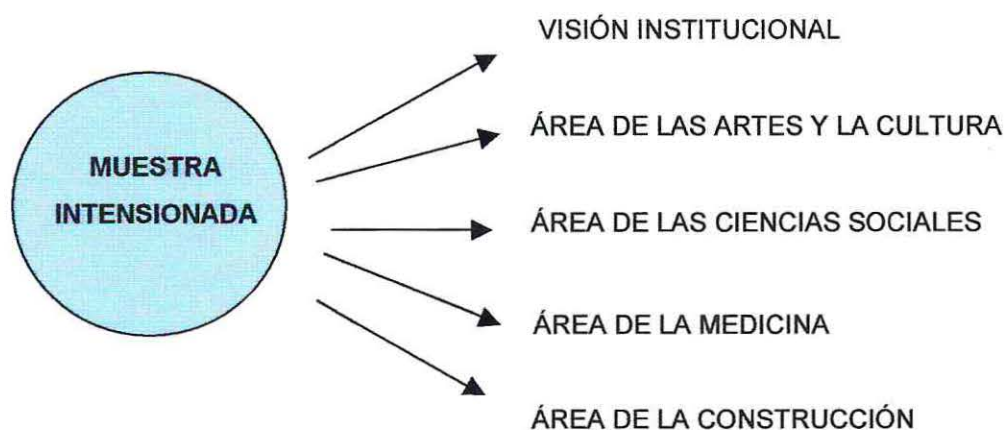 VISIÓN INSTITUCIONAL
ÁREA DE LAS ARTES Y LA CULTURA
MUESTRA
INTENSIONADA
ÁREA DE LAS CIENCIAS SOCIALES
ÁREA DE LA MEDICINA
ÁREA DE LA CONSTRUCCIÓN